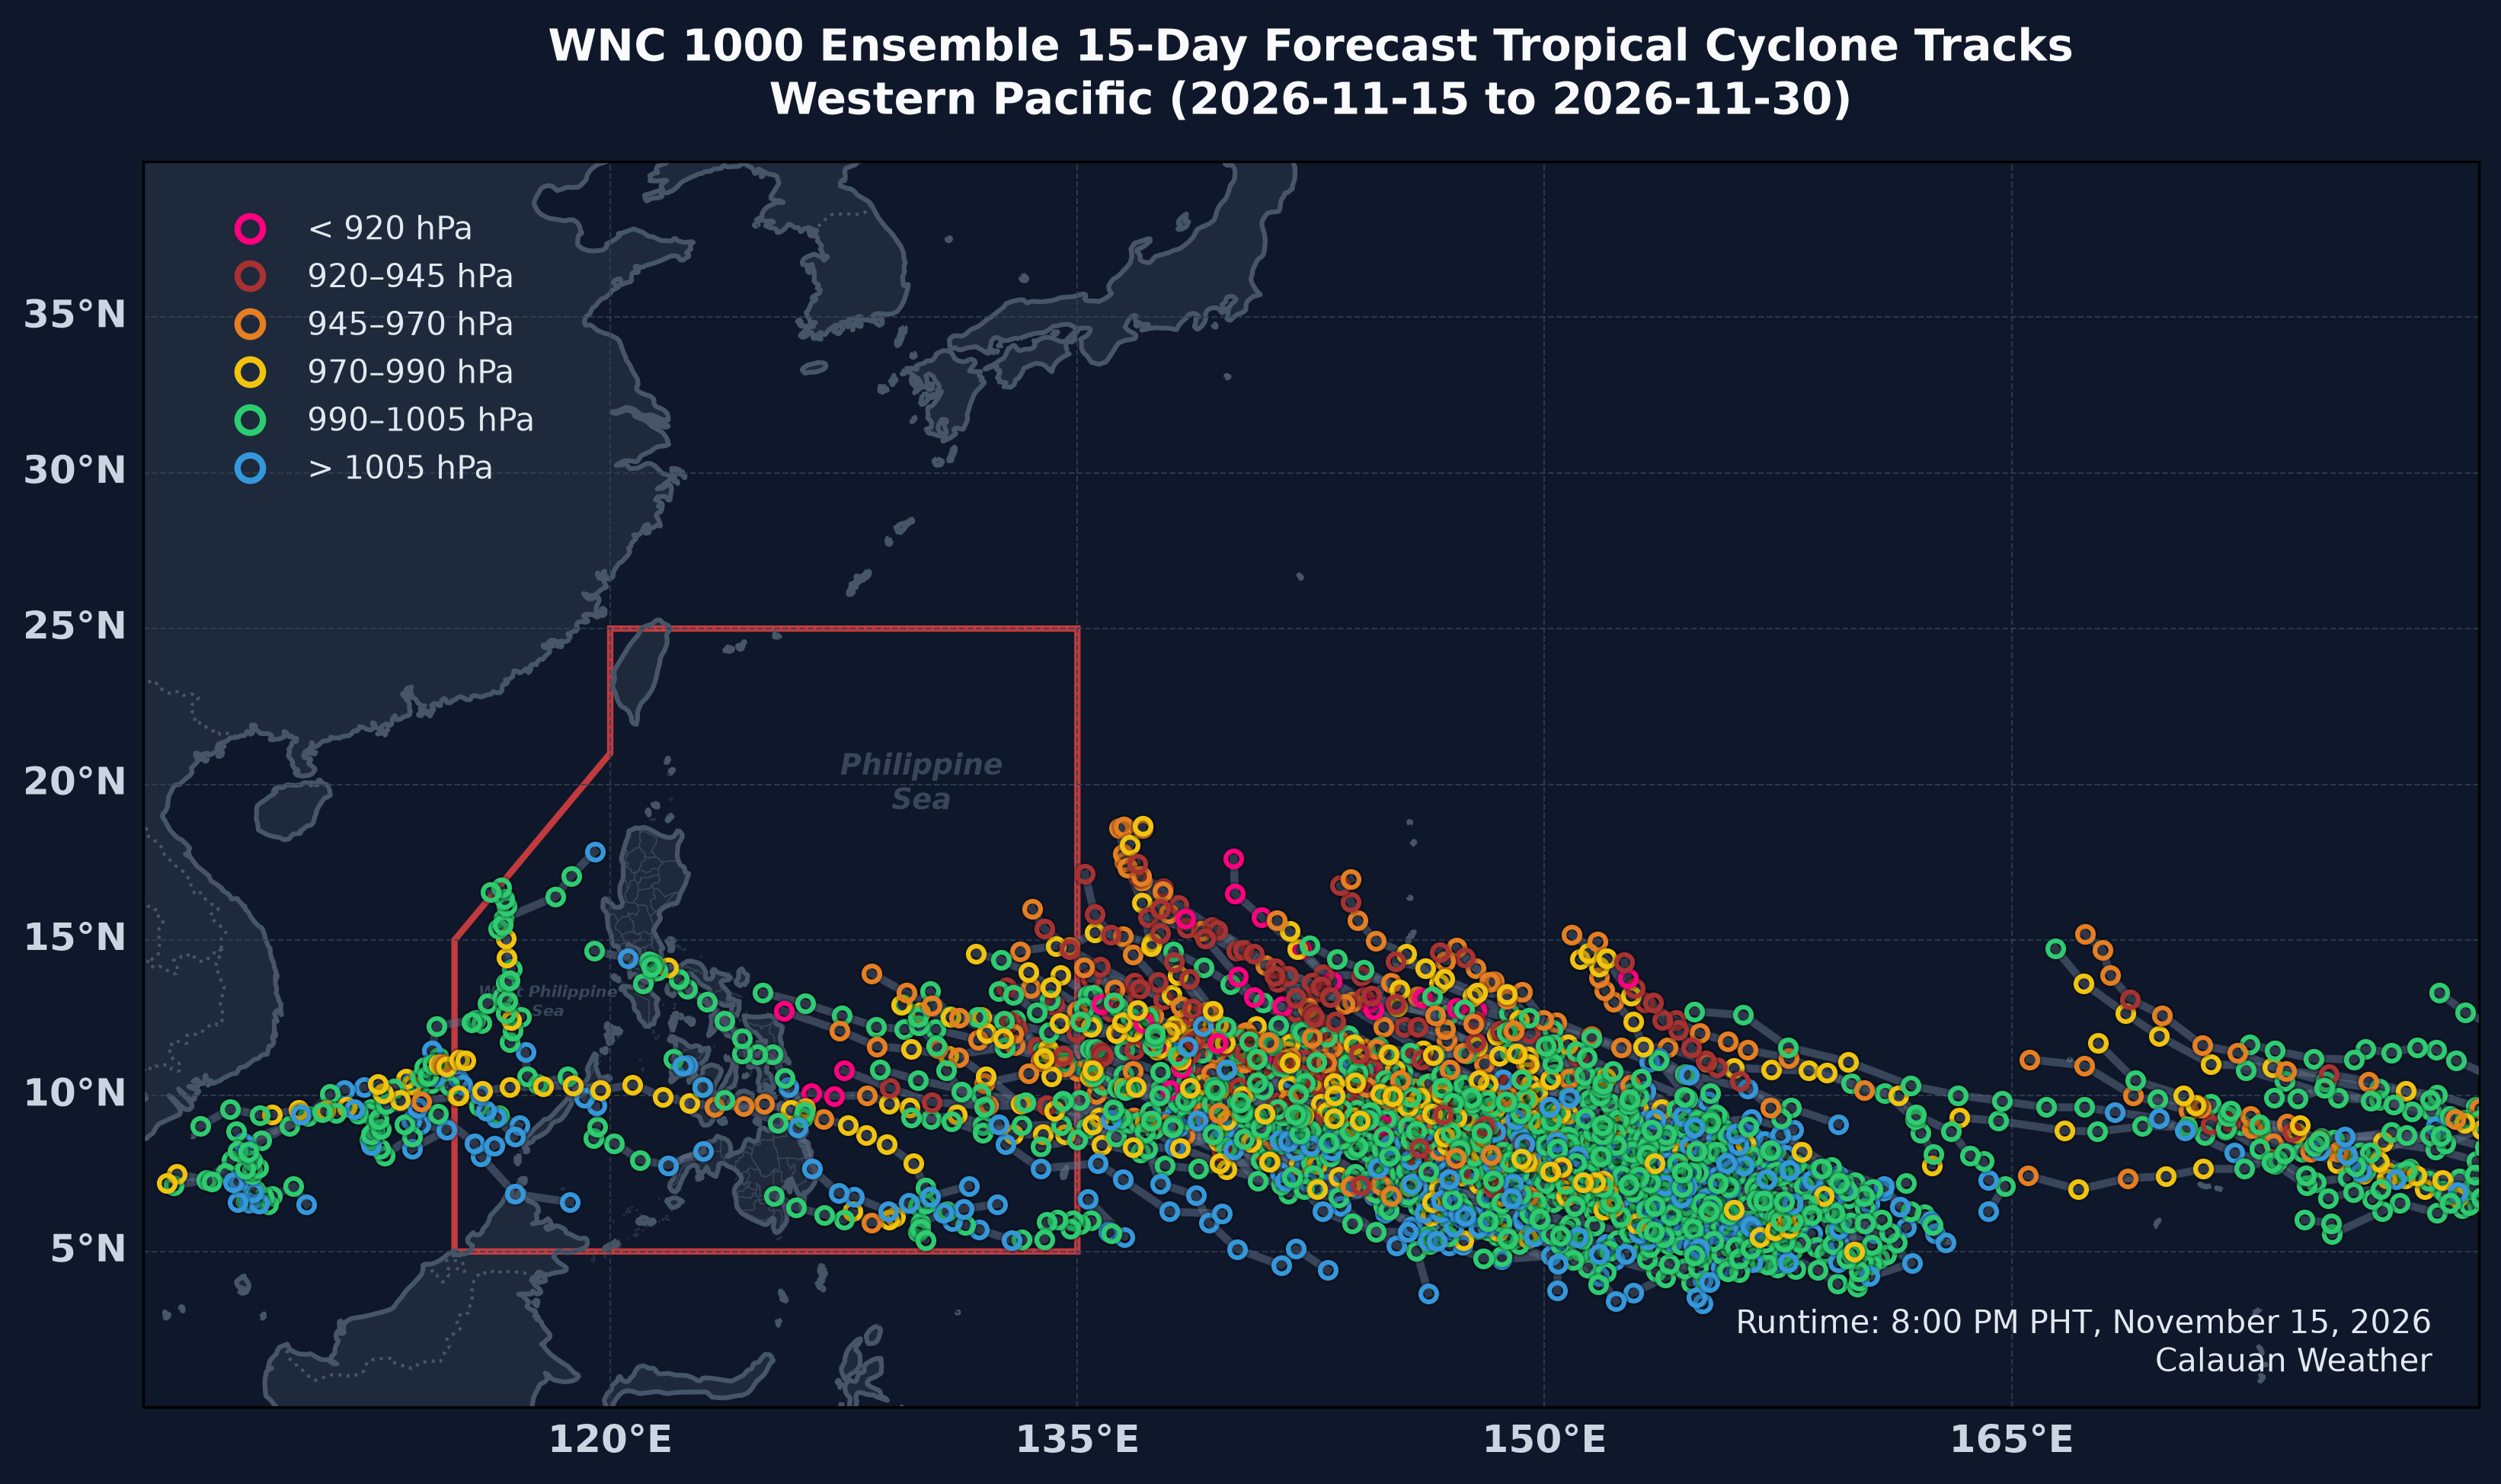 WNC 1000 Ensemble 15-Day Forecast Tropical Cyclone Tracks
Western Pacific (2026-11-15 to 2026-11-30)
< 920 hPa
920–945 hPa
945–970 hPa
970–990 hPa
990–1005 hPa
> 1005 hPa
35°N
30°N
25°N
20°N
15°N
10°N
5°N
Philippine
Sea
West Philippine
Sea
Runtime: 8:00 PM PHT, November 15, 2026
Calauan Weather
120°E
135°E
150°E
165°E